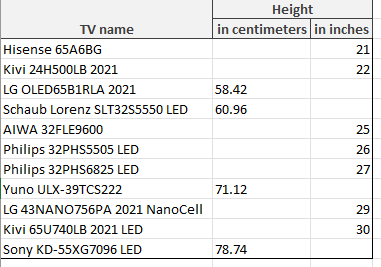 Height
TV name in centimeters in inches
Hisense 65A6BG 21
Kivi 24H500LB 2021 22
LG OLED65B1RLA 2021 58.42
Schaub Lorenz SLT32S5550 LED 60.96
AIWA 32FLE9600 25
Philips 32PHS5505 LED 26
Philips 32PHS6825 LED 27
Yuno ULX-39TCS222 71.12
LG 43NANO756PA 2021 NanoCell 29
Kivi 65U740LB 2021 LED 30
Sony KD-55XG7096 LED 78.74